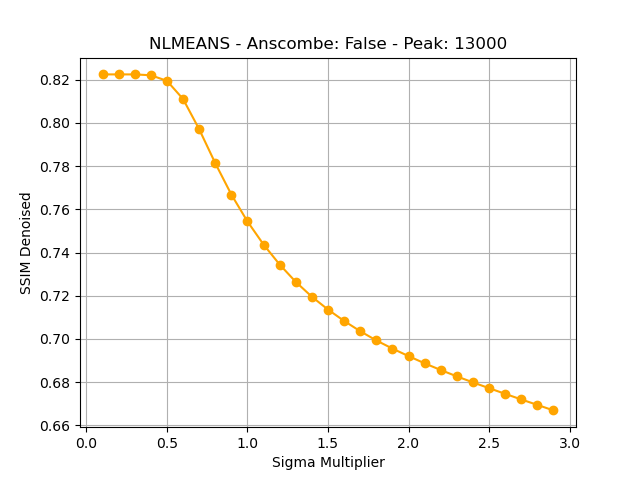 NLMEANS - Anscombe: False - Peak: 13000
0.82
0.80
0.78
0.76
0.74
0.72
0.70
0.68
0.66
SSIM Denoised
0.0 0.5 1.0 1.5 2.0 2.5 3.0
Sigma Multiplier